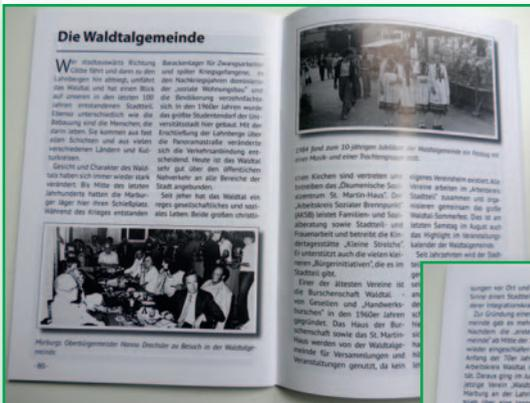 Die Waldtalgemeinde
Wer stadtauswärts Richtung
Cölbe fährt und dann zu den
Lahnbergen hin abbiegt, umfährt
das Waldtal und hat einen Blick
auf unseren in den letzten 100
Jahren entstandenen Stadtteil.
Ebenso unterschiedlich wie die
Bebauung sind die Menschen, die
darin leben. Sie kommen aus fast
allen Schichten und aus vielen
verschiedenen Ländern und Kul-
turkreisen.
Gesicht und Charakter des Wald-
tals haben sich immer wieder stark
verändert. Bis Mitte des letzten
Jahrhunderts hatten die Marbur-
ger Jäger hier ihren Schießplatz.
Während des Krieges entstanden
Barackenlager für Zwangsarbeiter
und später Kriegsgefangene, in
den Nachkriegsjahren dominierte
der „soziale Wohnungsbau" und
die Bevölkerung verzehnfachte
sich. In den 1960er Jahren wurde
das größte Studentendorf der Uni-
versitätsstadt hier gebaut. Mit der
Erschließung der Lahnberge über
die Panoramastraße veränderte
sich die Verkehrsanbindung ent-
scheidend. Heute ist das Waldtal
sehr gut über den öffentlichen
Nahverkehr an alle Bereiche der
Stadt angebunden.
Seit jeher hat das Waldtal ein
reges gesellschaftliches und sozi-
ales Leben. Beide großen christli-
Marburgs Oberbürgermeister Hanno Drechsler zu Besuch in der Waldtalge-
meinde
-80-
1984 fand zum 10-jährigen Jubiläum der Waldtalgemeinde ein Festzug mit
einer Musik- und einer Trachtengruppe statt.
chen Kirchen sind vertreten und
betreiben das „Ökumenische Sozi-
alzentrum St. Martin-Haus". Der
„Arbeitskreis Sozialer Brennpunkt"
(AKSB) leistet Familien- und Sozi-
alberatung sowie Stadtteil- und
Frauenarbeit und betreibt die Kin-
dertagesstätte „Kleine Strolche".
Er unterstützt auch die vielen klei-
neren „Bürgerinitiativen", die es im
Stadtteil gibt.
Einer der ältesten Vereine ist
die Burschenschaft Waldtal -
von Gesellen und „Handwerks-
burschen" in den 1960er Jahren
gegründet. Das Haus der Bur-
schenschaft sowie das St. Martin-
Haus werden von der Waldtalge-
meinde für Versammlungen und
Veranstaltungen genutzt, da kein
eigenes Vereinsheim existiert. Alle
Vereine arbeiten im „Arbeitskreis
Stadtteil" zusammen und orga-
nisieren gemeinsam das große
Waldtal-Sommerfest. Das ist am
letzten Samstag im August auch
das Highlight im Veranstaltungs-
kalender der Waldtalgemeinde.
Seit Jahrzehnten wird der Stadt-
sungen vor Ort und
Sinne einen Stadtteil
Zur Gründung eine